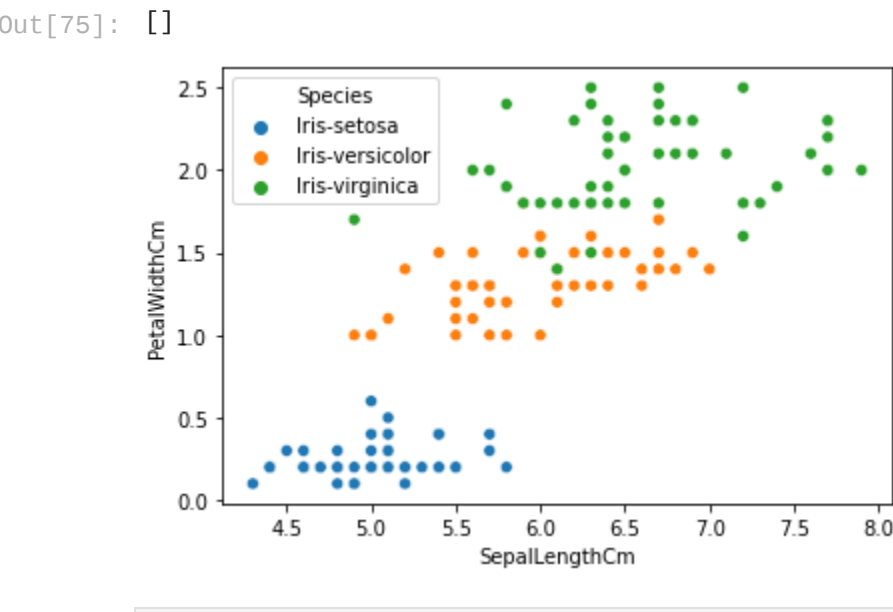 Out[75]: []
Species
Iris-setosa
Iris-versicolor
Iris-virginica
PetalWidthCm
2.5
2.0
1.5
1.0
0.5
0.0
4.5 5.0 5.5 6.0 6.5 7.0 7.5 8.0
SepalLengthCm